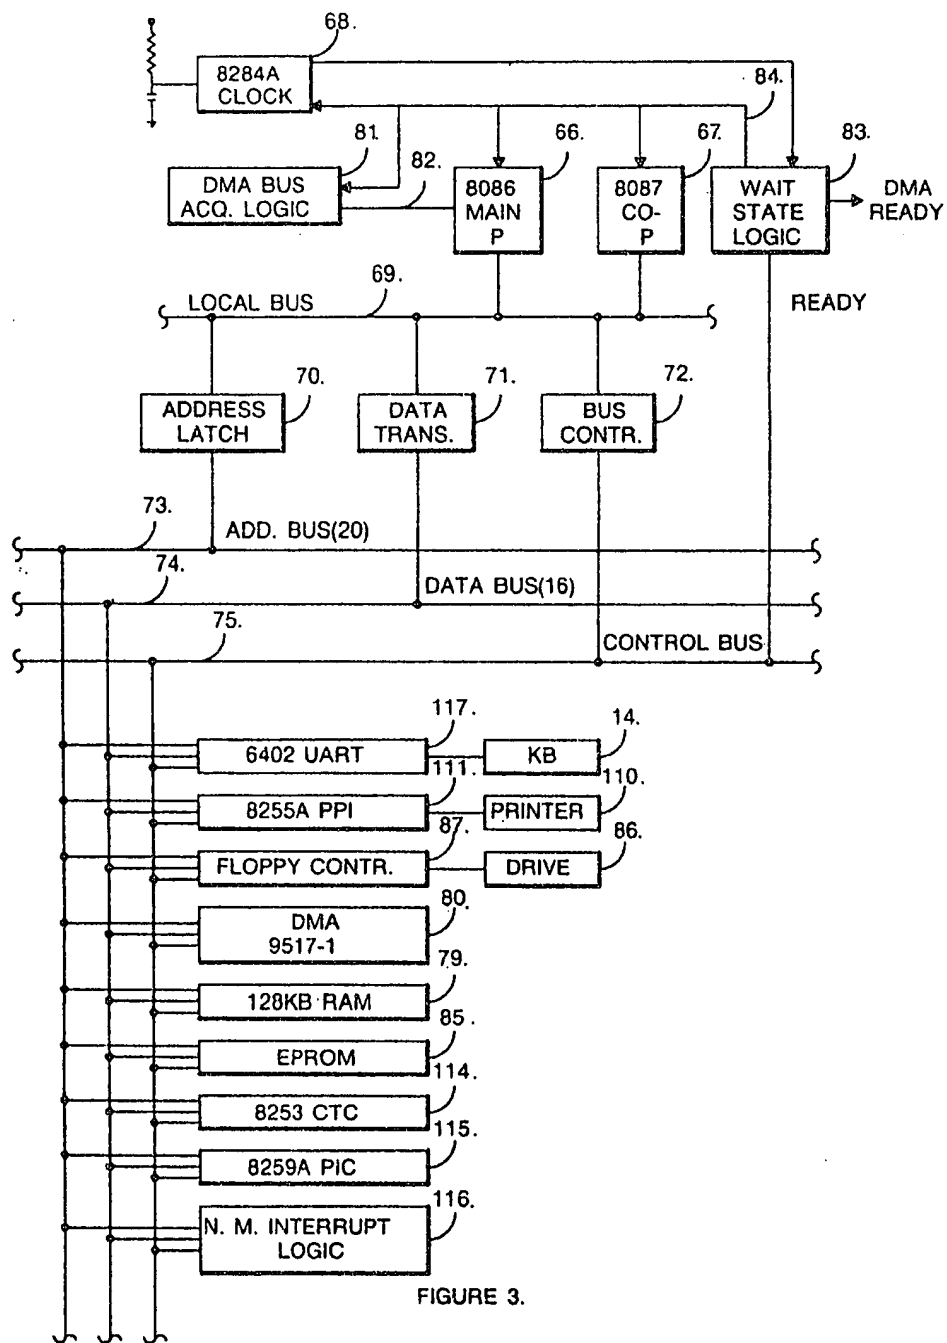 68.
8284A
CLOCK
84.
81.
82.
66.
67.
83.
DMA BUS
ACQ. LOGIC
8086
MAIN
P
8087
CO-
P
WAIT
STATE
LOGIC
DMA
READY
LOCAL BUS
69.
READY
70.
71.
72.
ADDRESS
LATCH
DATA
TRANS.
BUS
CONTR.
73.
ADD. BUS(20)
74.
DATA BUS(16)
75.
CONTROL BUS
117.
14.
6402 UART
KB
111.
110.
8255A PPI
PRINTER
87.
86.
FLOPPY CONTR.
DRIVE
80.
DMA
9517-1
79.
128KB RAM
85.
EPROM
114.
8253 CTC
115.
8259A PIC
116.
N. M. INTERRUPT
LOGIC
FIGURE 3.